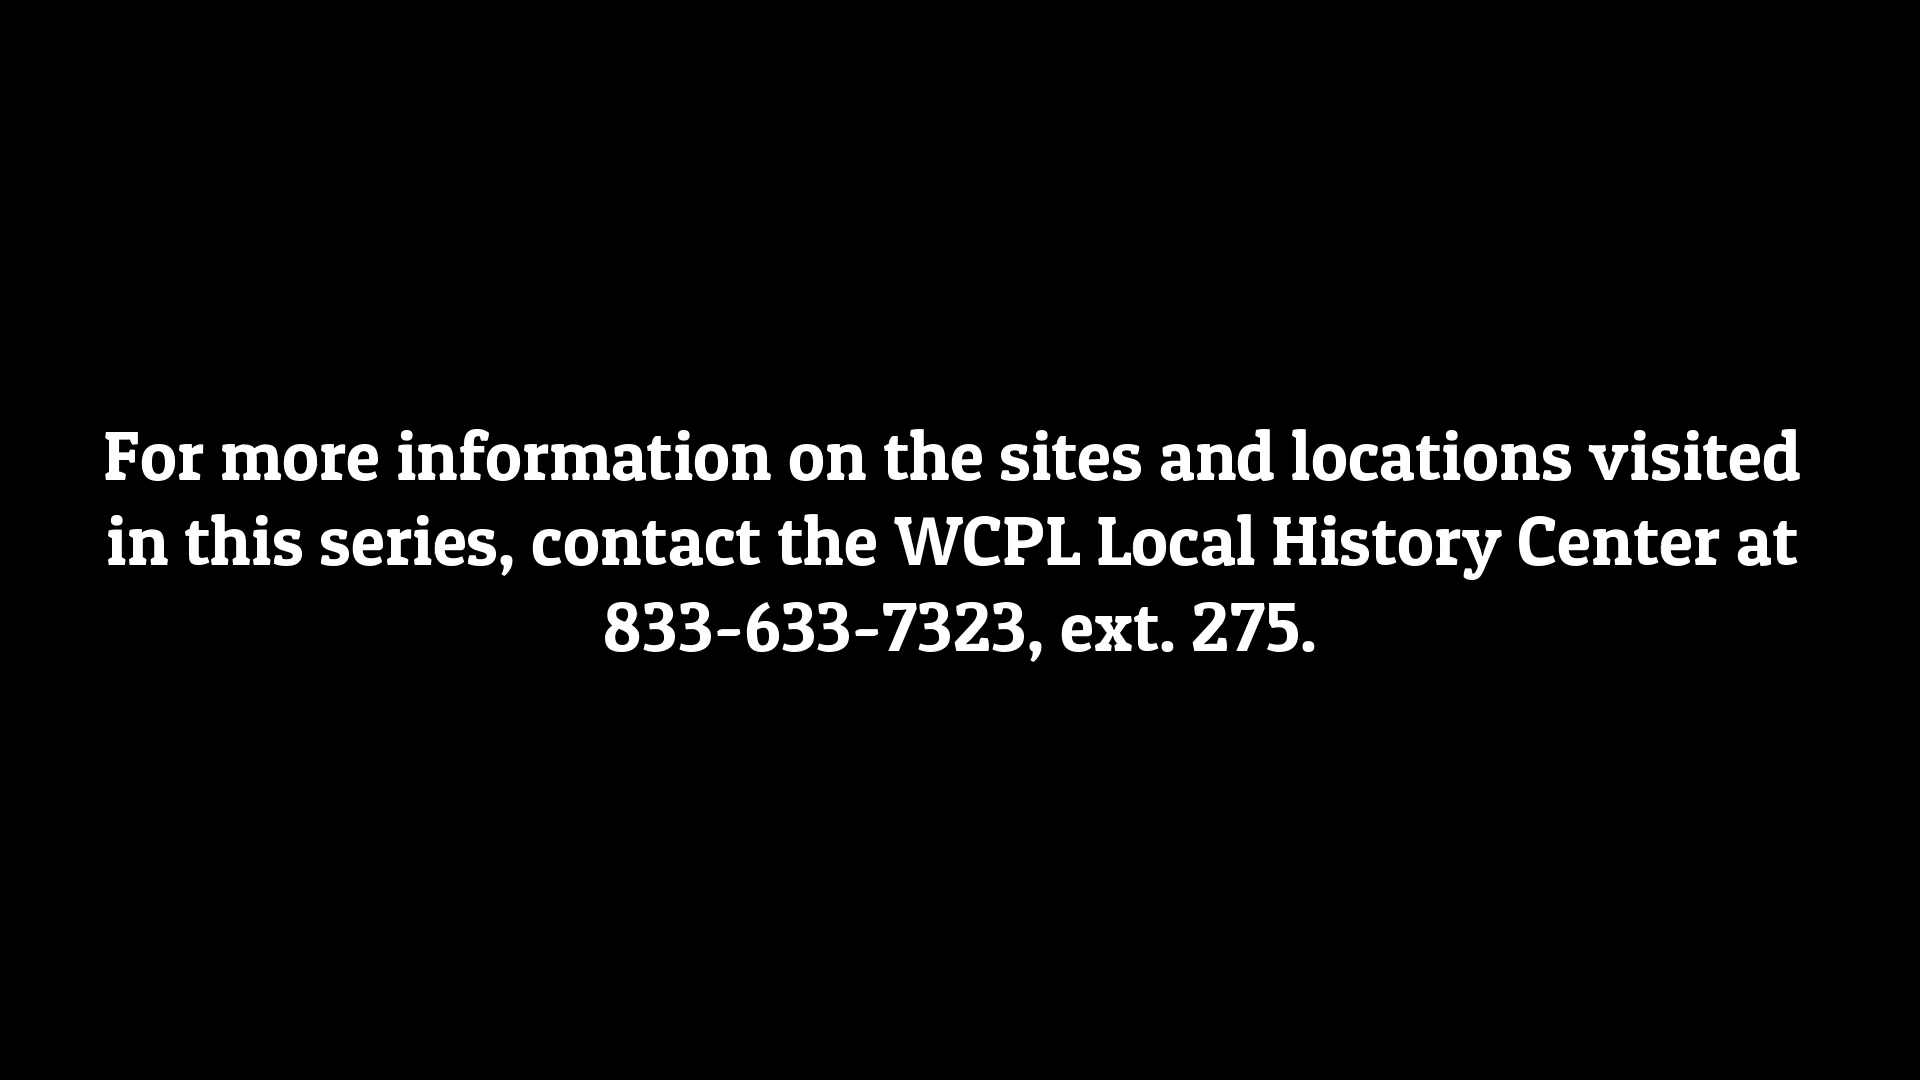 For more information on the sites and locations visited
in this series, contact the WCPL Local History Center at
833-633-7323, ext. 275.